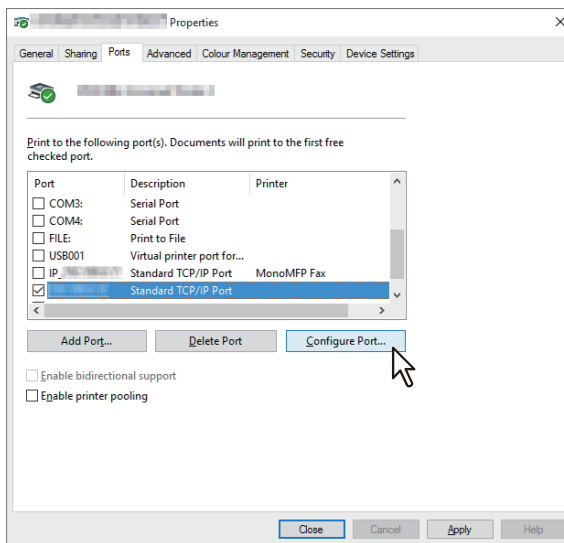 Properties
General Sharing Ports Advanced Colour Management Security Device Settings
Print to the following port(s). Documents will print to the first free
checked port.
Port Description Printer
COM3: Serial Port
COM4: Serial Port
FILE: Print to File
USB001 Virtual printer port for...
IP_ Standard TCP/IP Port MonoMFP Fax
Standard TCP/IP Port
Add Port... Delete Port Configure Port...
Enable bidirectional support
Enable printer pooling
Close Cancel Apply Help